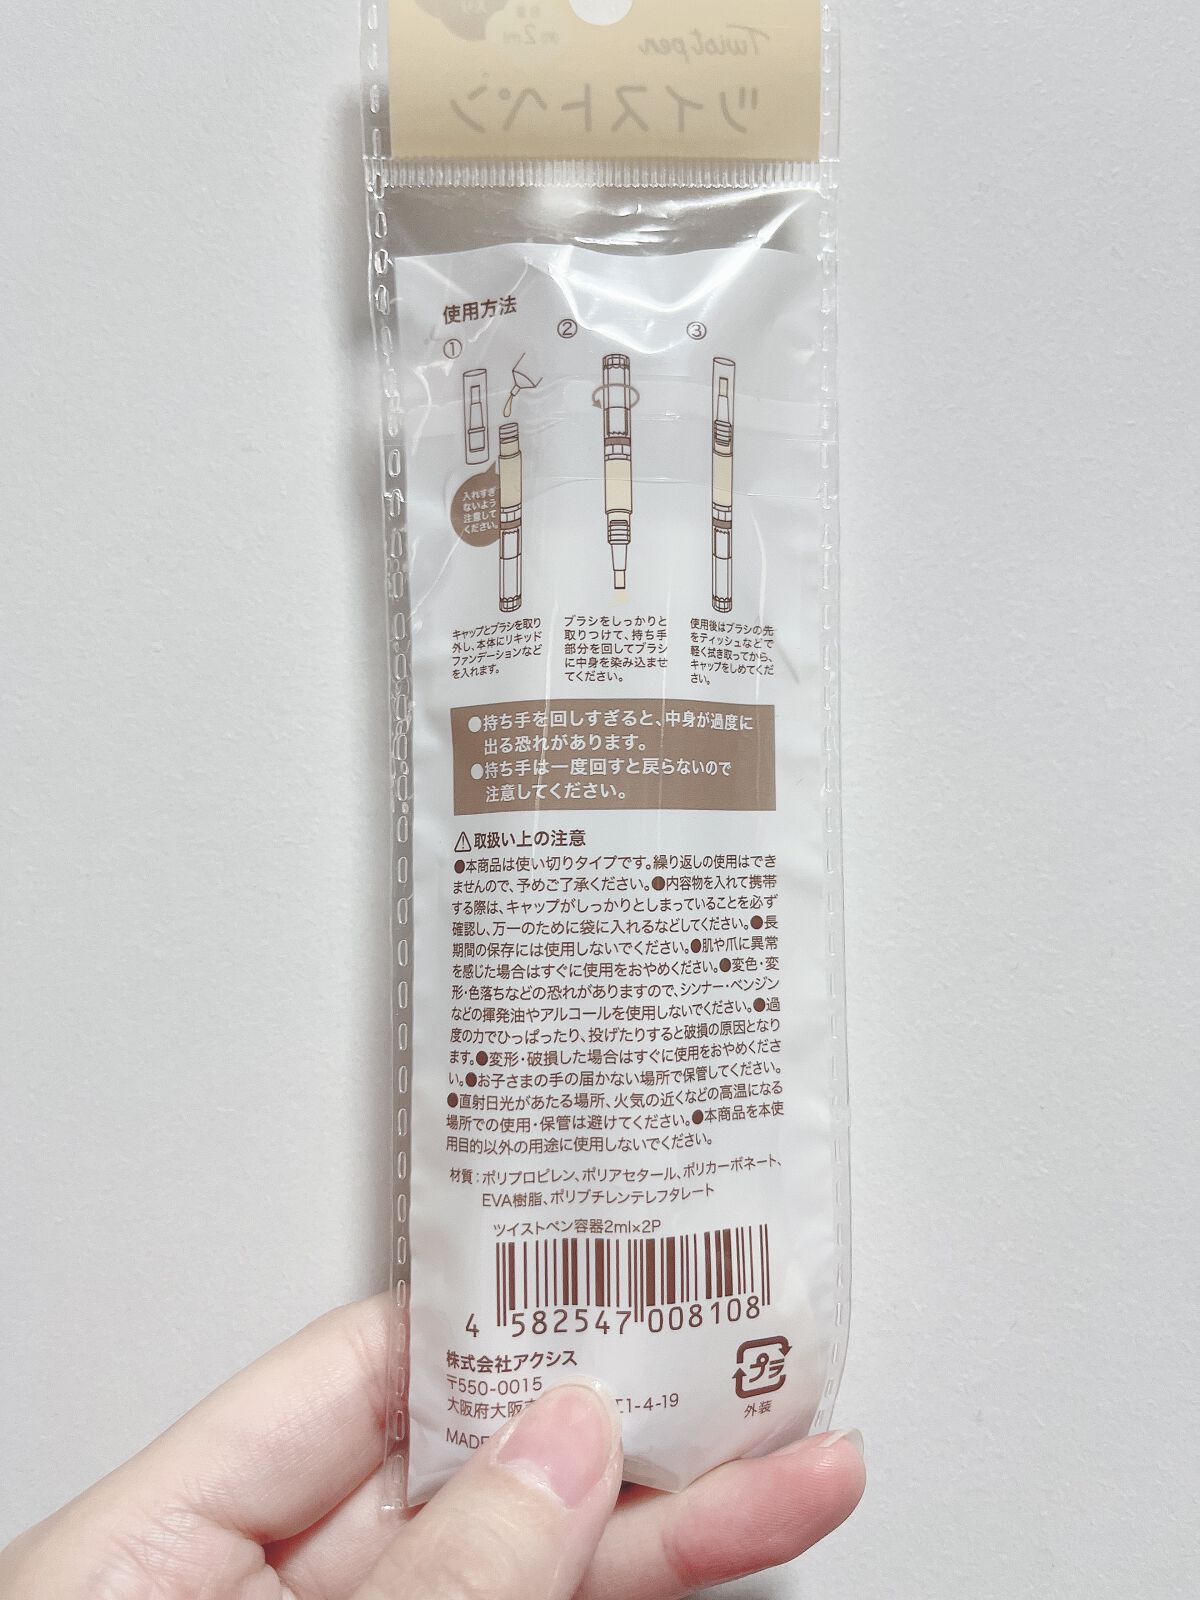 Twist pen
約2ml
ツイストペン
使用方法
①
②
③
入れすぎ
ないよう
注意して
ください。
キャップとブラシを取り
外し、本体にリキッド
ファンデーションなど
を入れます。
ブラシをしっかりと
取りつけて、持ち手
部分を回してブラシ
に中身を染み込ませ
てください。
使用後はブラシの先
をティッシュなどで
軽く拭き取ってから、
キャップをしめてくだ
さい。
●持ち手を回しすぎると、中身が過度に
出る恐れがあります。
●持ち手は一度回すと戻らないので
注意してください。
⚠取扱い上の注意
●本商品は使い切りタイプです。繰り返しの使用はでき
ませんので、予めご了承ください。●内容物を入れて携帯
する際は、キャップがしっかりとしまっていることを必ず
確認し、万一のために袋に入れるなどしてください。●長
期間の保存には使用しないでください。●肌や爪に異常
を感じた場合はすぐに使用をおやめください。●変色・変
形・色落ちなどの恐れがありますので、シンナー・ベンジン
などの揮発油やアルコールを使用しないでください。●過
度の力でひっぱったり、投げたりすると破損の原因となり
ます。●変形・破損した場合はすぐに使用をおやめくださ
い。●お子さまの手の届かない場所で保管してください。
●直射日光があたる場所、火気の近くなどの高温になる
場所での使用・保管は避けてください。●本商品を本使
用目的以外の用途に使用しないでください。
材質：ポリプロピレン、ポリアセタール、ポリカーボネート、
EVA樹脂、ポリブチレンテレフタレート
ツイストペン容器2ml×2P
4 582547 008108
株式会社アクシス
〒550-0015
大阪府大阪 1-4-19
MADE
プラ
外装